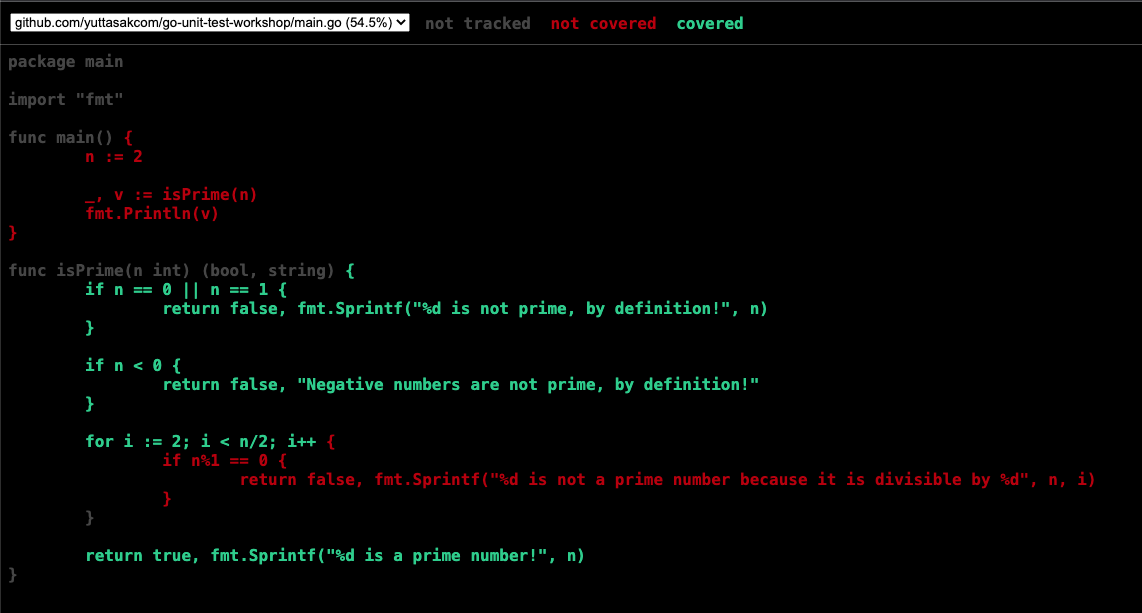 github.com/yuttasakcom/go-unit-test-workshop/main.go (54.5%) not tracked not covered covered
package main
import "fmt"
func main() {
n := 2
_, v := isPrime(n)
fmt.Println(v)
}
func isPrime(n int) (bool, string) {
if n == 0 || n == 1 {
return false, fmt.Sprintf("%d is not prime, by definition!", n)
}
if n < 0 {
return false, "Negative numbers are not prime, by definition!"
}
for i := 2; i < n/2; i++ {
if n%1 == 0 {
return false, fmt.Sprintf("%d is not a prime number because it is divisible by %d", n, i)
}
}
return true, fmt.Sprintf("%d is a prime number!", n)
}